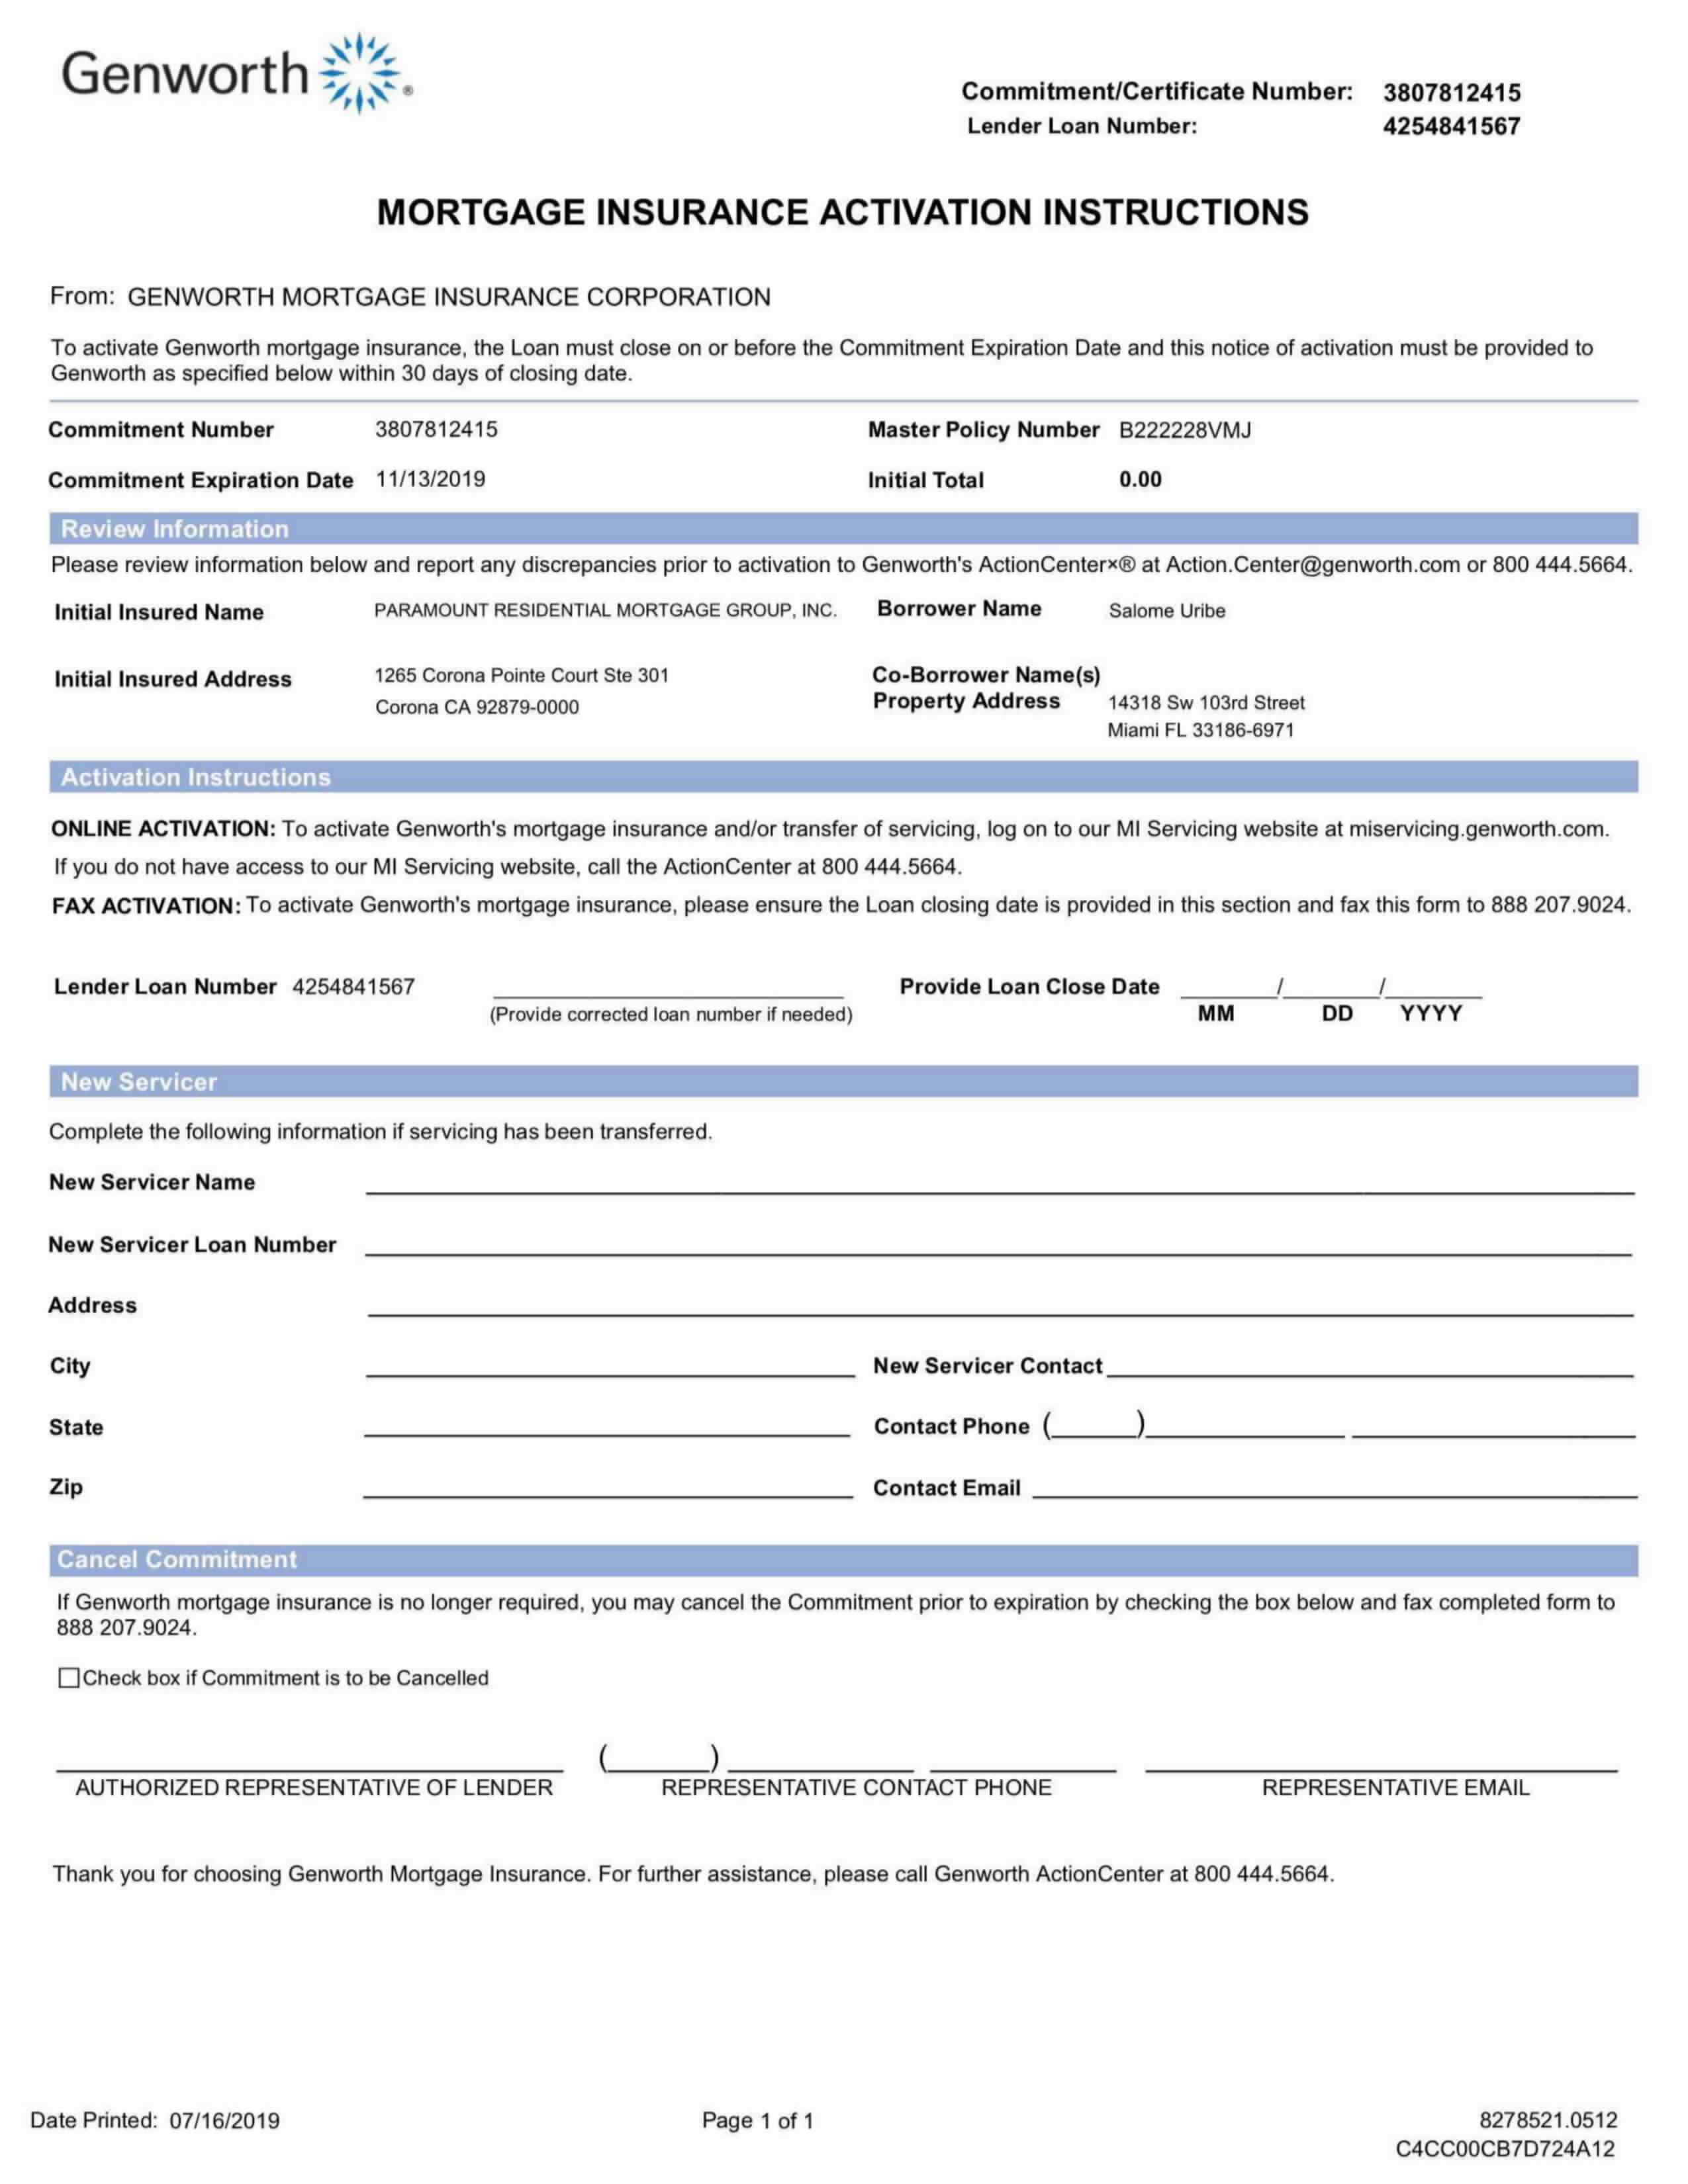 Genworth ®
Commitment/Certificate Number: 3807812415
Lender Loan Number: 4254841567
MORTGAGE INSURANCE ACTIVATION INSTRUCTIONS
From: GENWORTH MORTGAGE INSURANCE CORPORATION
To activate Genworth mortgage insurance, the Loan must close on or before the Commitment Expiration Date and this notice of activation must be provided to
Genworth as specified below within 30 days of closing date.
Commitment Number 3807812415 Master Policy Number B222228VMJ
Commitment Expiration Date 11/13/2019 Initial Total 0.00
Review Information
Please review information below and report any discrepancies prior to activation to Genworth's ActionCenter×® at Action.Center@genworth.com or 800 444.5664.
Initial Insured Name PARAMOUNT RESIDENTIAL MORTGAGE GROUP, INC. Borrower Name Salome Uribe
Initial Insured Address 1265 Corona Pointe Court Ste 301 Co-Borrower Name(s)
Corona CA 92879-0000 Property Address 14318 Sw 103rd Street
Miami FL 33186-6971
Activation Instructions
ONLINE ACTIVATION: To activate Genworth's mortgage insurance and/or transfer of servicing, log on to our MI Servicing website at miservicing.genworth.com.
If you do not have access to our MI Servicing website, call the ActionCenter at 800 444.5664.
FAX ACTIVATION: To activate Genworth's mortgage insurance, please ensure the Loan closing date is provided in this section and fax this form to 888 207.9024.
Lender Loan Number 4254841567 Provide Loan Close Date / /
(Provide corrected loan number if needed) MM DD YYYY
New Servicer
Complete the following information if servicing has been transferred.
New Servicer Name
New Servicer Loan Number
Address
City New Servicer Contact
State Contact Phone ( )
Zip Contact Email
Cancel Commitment
If Genworth mortgage insurance is no longer required, you may cancel the Commitment prior to expiration by checking the box below and fax completed form to
888 207.9024.
☐ Check box if Commitment is to be Cancelled
( )
AUTHORIZED REPRESENTATIVE OF LENDER REPRESENTATIVE CONTACT PHONE REPRESENTATIVE EMAIL
Thank you for choosing Genworth Mortgage Insurance. For further assistance, please call Genworth ActionCenter at 800 444.5664.
Date Printed: 07/16/2019 Page 1 of 1 8278521.0512
C4CC00CB7D724A12